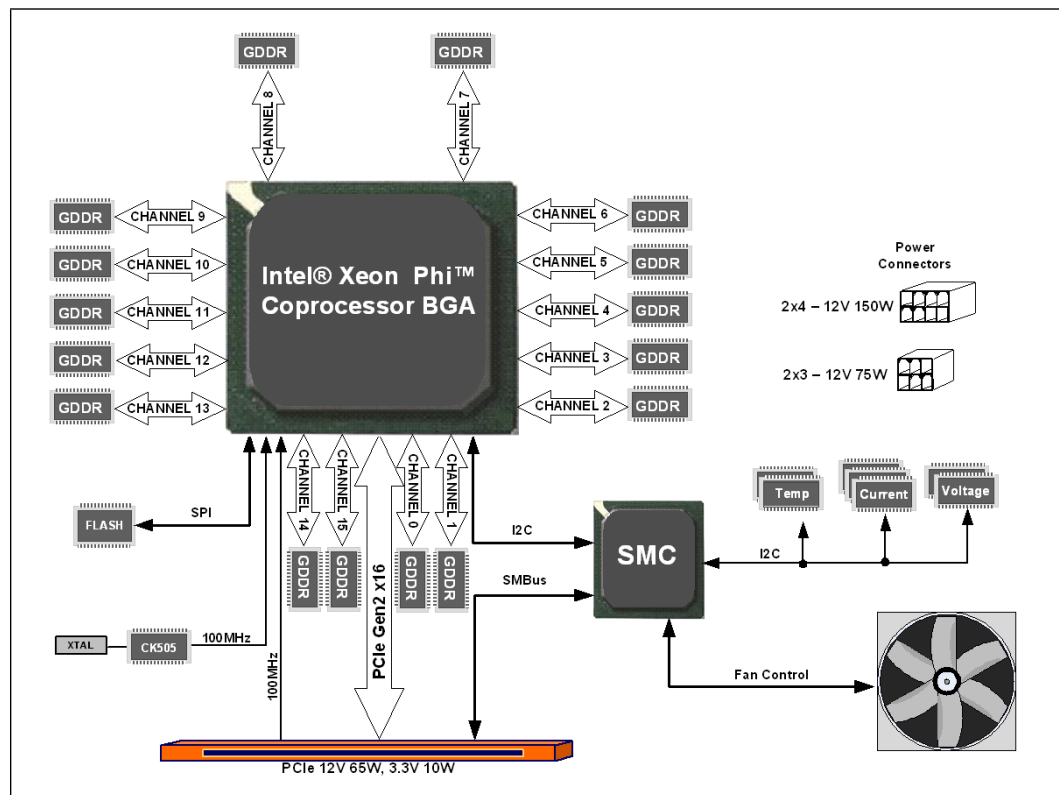 GDDR
GDDR
CHANNEL 8
CHANNEL 7
GDDR
CHANNEL 9
CHANNEL 6
GDDR
GDDR
CHANNEL 10
CHANNEL 5
GDDR
GDDR
CHANNEL 11
CHANNEL 4
GDDR
GDDR
CHANNEL 12
CHANNEL 3
GDDR
GDDR
CHANNEL 13
CHANNEL 2
GDDR
Intel® Xeon Phi™
Coprocessor BGA
Power
Connectors
2x4 – 12V 150W
2x3 – 12V 75W
CHANNEL 14
CHANNEL 15
CHANNEL 0
CHANNEL 1
GDDR
GDDR
GDDR
GDDR
PCIe Gen2 x16
FLASH
SPI
I2C
SMBus
SMC
I2C
Temp
Current
Voltage
XTAL
CK505
100MHz
100MHz
Fan Control
PCIe 12V 65W, 3.3V 10W